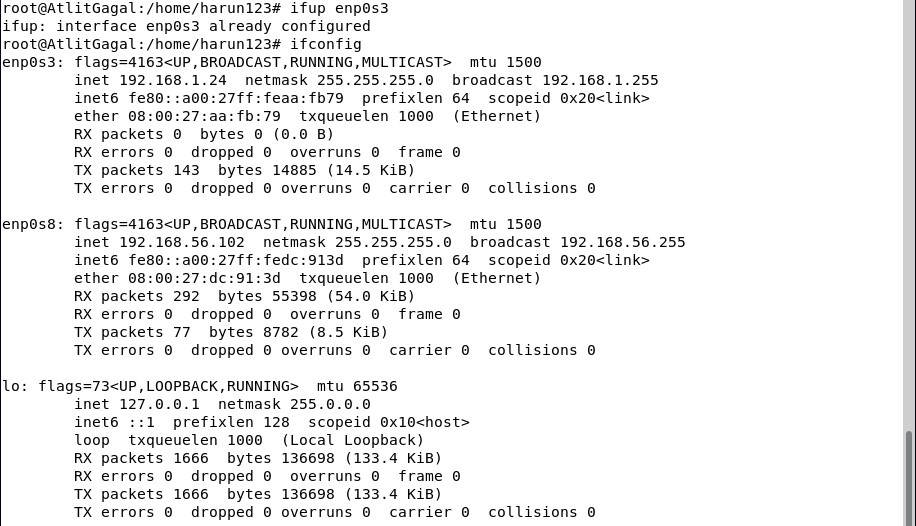 root@AtlitGagal:/home/harun123# ifup enp0s3
ifup: interface enp0s3 already configured
root@AtlitGagal:/home/harun123# ifconfig
enp0s3: flags=4163<UP,BROADCAST,RUNNING,MULTICAST>  mtu 1500
        inet 192.168.1.24  netmask 255.255.255.0  broadcast 192.168.1.255
        inet6 fe80::a00:27ff:feaa:fb79  prefixlen 64  scopeid 0x20<link>
        ether 08:00:27:aa:fb:79  txqueuelen 1000  (Ethernet)
        RX packets 0  bytes 0 (0.0 B)
        RX errors 0  dropped 0  overruns 0  frame 0
        TX packets 143  bytes 14885 (14.5 KiB)
        TX errors 0  dropped 0 overruns 0  carrier 0  collisions 0

enp0s8: flags=4163<UP,BROADCAST,RUNNING,MULTICAST>  mtu 1500
        inet 192.168.56.102  netmask 255.255.255.0  broadcast 192.168.56.255
        inet6 fe80::a00:27ff:fedc:913d  prefixlen 64  scopeid 0x20<link>
        ether 08:00:27:dc:91:3d  txqueuelen 1000  (Ethernet)
        RX packets 292  bytes 55398 (54.0 KiB)
        RX errors 0  dropped 0  overruns 0  frame 0
        TX packets 77  bytes 8782 (8.5 KiB)
        TX errors 0  dropped 0 overruns 0  carrier 0  collisions 0

lo: flags=73<UP,LOOPBACK,RUNNING>  mtu 65536
        inet 127.0.0.1  netmask 255.0.0.0
        inet6 ::1  prefixlen 128  scopeid 0x10<host>
        loop  txqueuelen 1000  (Local Loopback)
        RX packets 1666  bytes 136698 (133.4 KiB)
        RX errors 0  dropped 0  overruns 0  frame 0
        TX packets 1666  bytes 136698 (133.4 KiB)
        TX errors 0  dropped 0 overruns 0  carrier 0  collisions 0